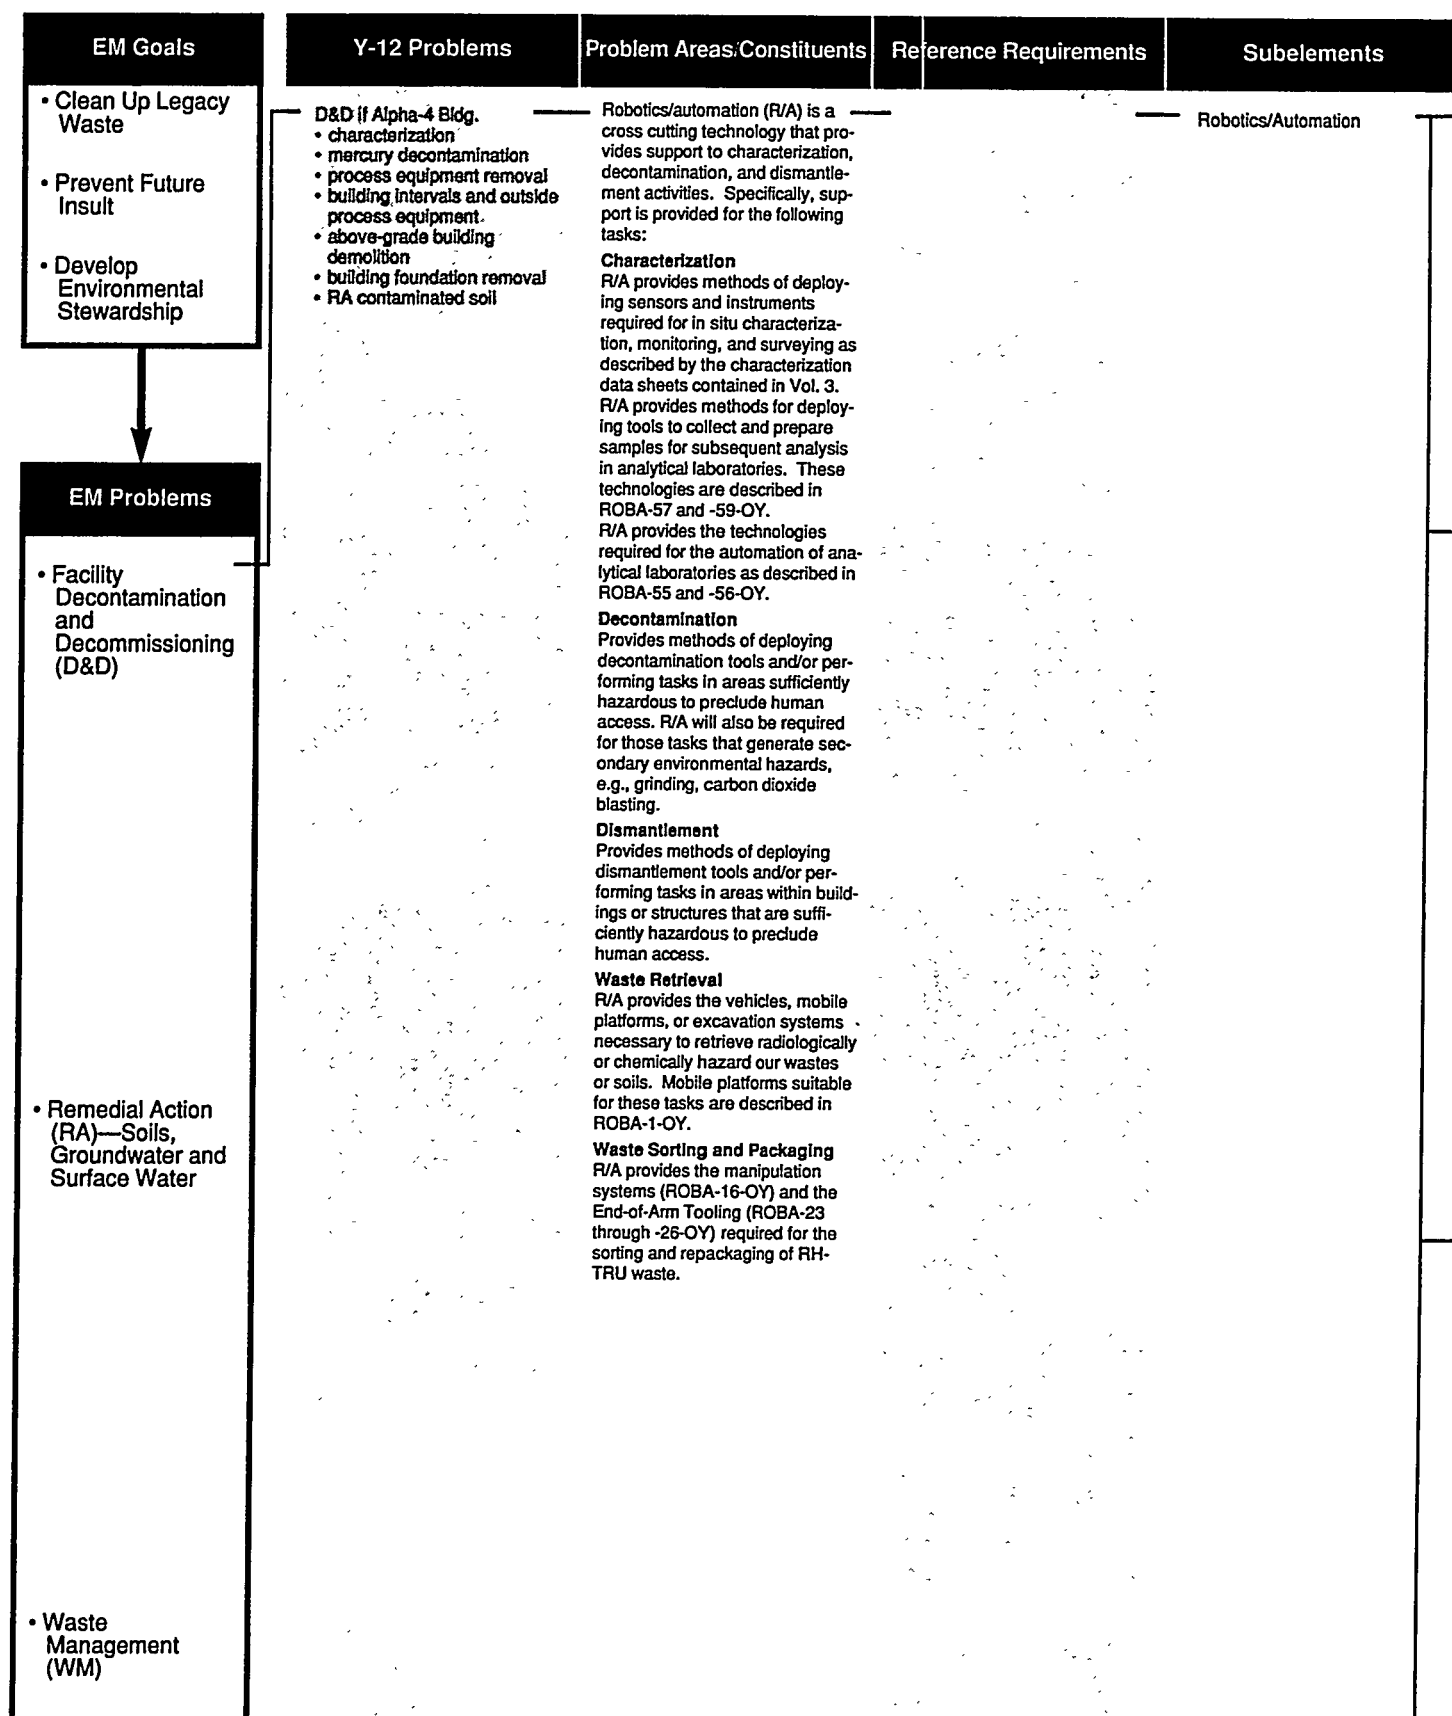 EM Goals
• Clean Up Legacy
Waste
• Prevent Future
Insult
• Develop
Environmental
Stewardship
EM Problems
• Facility
Decontamination
and
Decommissioning
(D&D)
• Remedial Action
(RA)—Soils,
Groundwater and
Surface Water
• Waste
Management
(WM)
Y-12 Problems
D&D if Alpha-4 Bldg.
• characterization
• mercury decontamination
• process equipment removal
• building intervals and outside
process equipment
• above-grade building
demolition
• building foundation removal
• RA contaminated soil
Problem Areas/Constituents
Robotics/automation (R/A) is a
cross cutting technology that pro-
vides support to characterization,
decontamination, and dismantle-
ment activities. Specifically, sup-
port is provided for the following
tasks:
Characterization
R/A provides methods of deploy-
ing sensors and instruments
required for in situ characteriza-
tion, monitoring, and surveying as
described by the characterization
data sheets contained in Vol. 3.
R/A provides methods for deploy-
ing tools to collect and prepare
samples for subsequent analysis
in analytical laboratories. These
technologies are described in
ROBA-57 and -59-OY.
R/A provides the technologies
required for the automation of ana-
lytical laboratories as described in
ROBA-55 and -56-OY.
Decontamination
Provides methods of deploying
decontamination tools and/or per-
forming tasks in areas sufficiently
hazardous to preclude human
access. R/A will also be required
for those tasks that generate sec-
ondary environmental hazards,
e.g., grinding, carbon dioxide
blasting.
Dismantlement
Provides methods of deploying
dismantlement tools and/or per-
forming tasks in areas within build-
ings or structures that are suffi-
ciently hazardous to preclude
human access.
Waste Retrieval
R/A provides the vehicles, mobile
platforms, or excavation systems
necessary to retrieve radiologically
or chemically hazard our wastes
or soils. Mobile platforms suitable
for these tasks are described in
ROBA-1-OY.
Waste Sorting and Packaging
R/A provides the manipulation
systems (ROBA-16-OY) and the
End-of-Arm Tooling (ROBA-23
through -26-OY) required for the
sorting and repackaging of RH-
TRU waste.
Reference Requirements
Subelements
Robotics/Automation